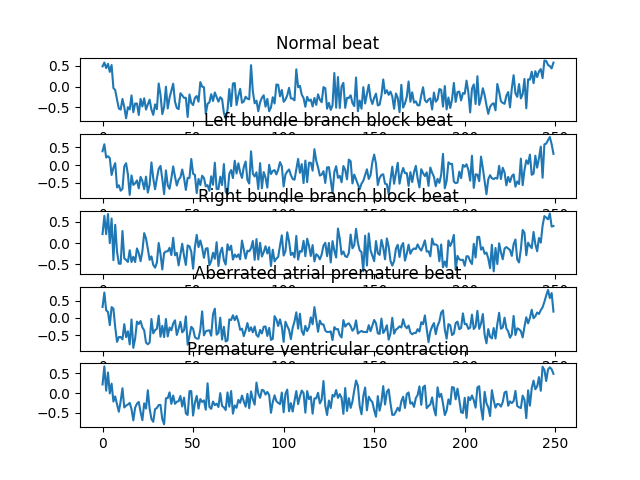 Normal beat
0.5
0.0
−0.5
Left bundle branch block beat
0.5
0.0
−0.5
Right bundle branch block beat
0.5
0.0
−0.5
Aberrated atrial premature beat
0.5
0.0
−0.5
Premature ventricular contraction
0.5
0.0
−0.5
0 50 100 150 200 250